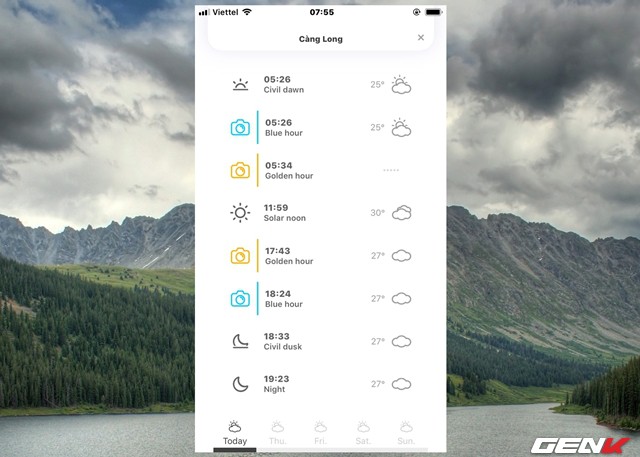 Viettel 07:55
Càng Long ×
05:26
Civil dawn
25°
05:26
Blue hour
25°
05:34
Golden hour
-----
11:59
Solar noon
30°
17:43
Golden hour
27°
18:24
Blue hour
27°
18:33
Civil dusk
27°
19:23
Night
27°
Today Thu. Fri. Sat. Sun.
GENK